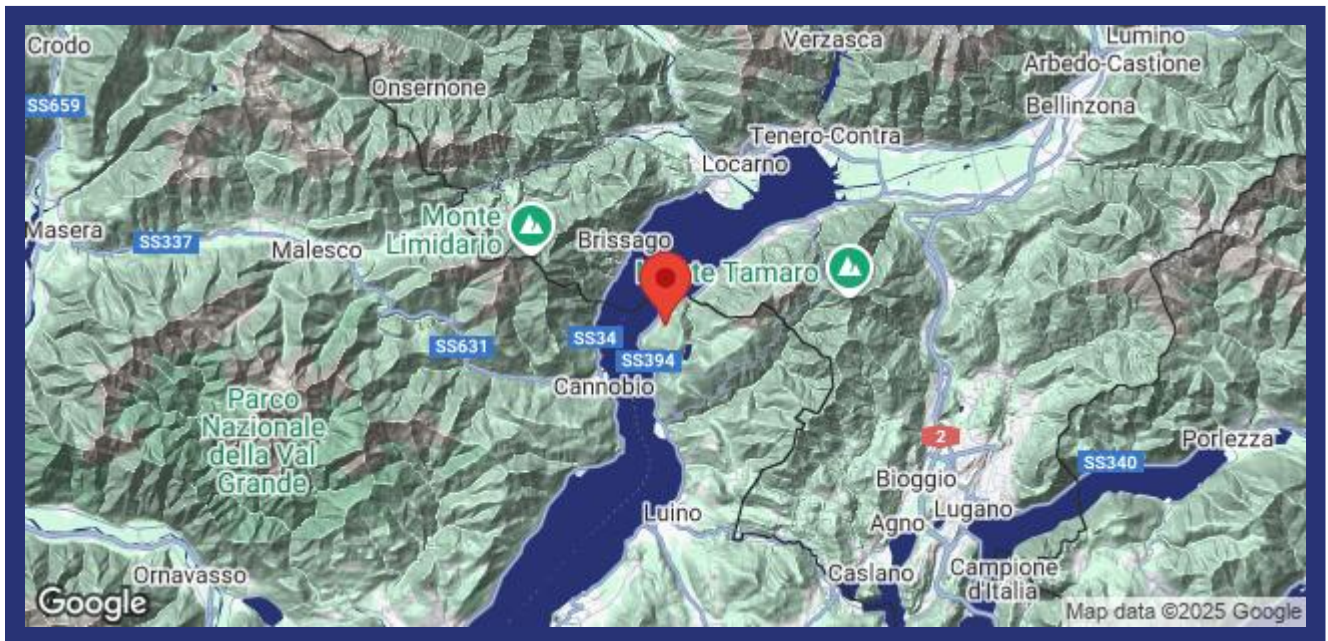 Crodo
Verzasca
Lumino
Arbedo-Castione
Onsernone
SS659
Bellinzona
Tenero-Contra
Locarno
Monte
Limidario
Masera
SS337
Malesco
Brissago
Monte Tamaro
SS34
SS631
SS394
Cannobio
Parco
Nazionale
della Val
Grande
2
Porlezza
SS340
Bioggio
Luino
Lugano
Agno
Ornavasso
Caslano
Campione
d'Italia
Google
Map data ©2025 Google